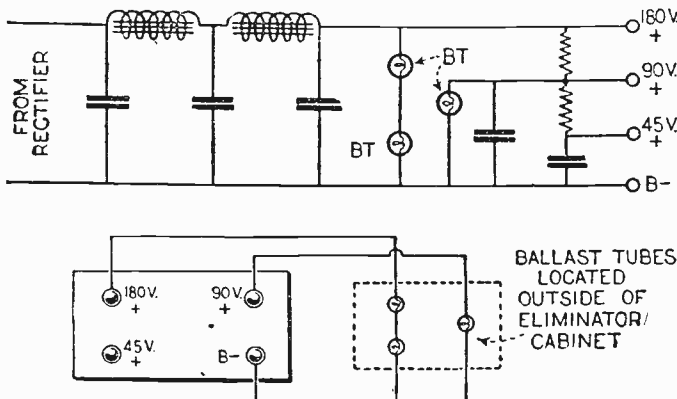 FROM
RECTIFIER
BT
BT
180V.
+
90V.
+
45V.
+
B-
180V.
+
90V.
+
45V.
+
B-
BALLAST TUBES
LOCATED
OUTSIDE OF
ELIMINATOR
CABINET